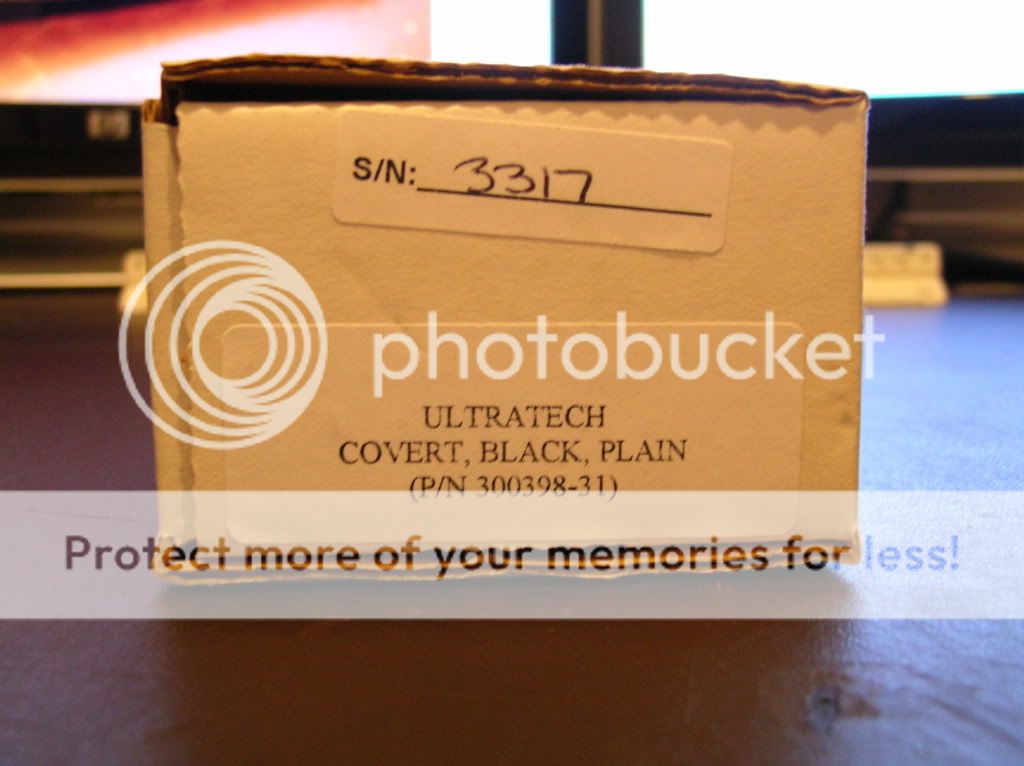 S/N: 3317
photobucket
ULTRATECH
COVERT, BLACK, PLAIN
(P/N 300398-31)
Protect more of your memories for less!